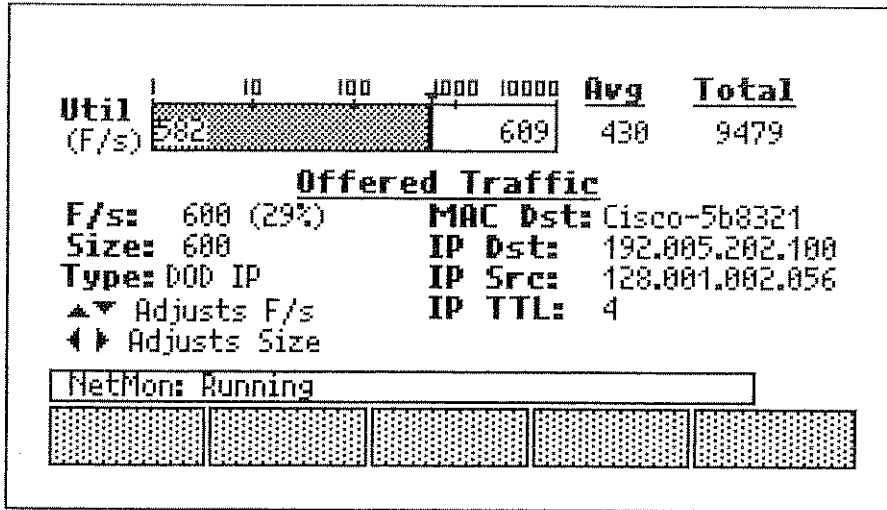 1 10 100 1000 10000 Avg Total
Util
(F/s) 582 609 430 9479
Offered Traffic
F/s: 600 (29%) MAC Dst: Cisco-5b8321
Size: 600 IP Dst: 192.005.202.100
Type: DOD IP IP Src: 128.001.002.056
▲▼ Adjusts F/s IP TTL: 4
◀▶ Adjusts Size
NetMon: Running